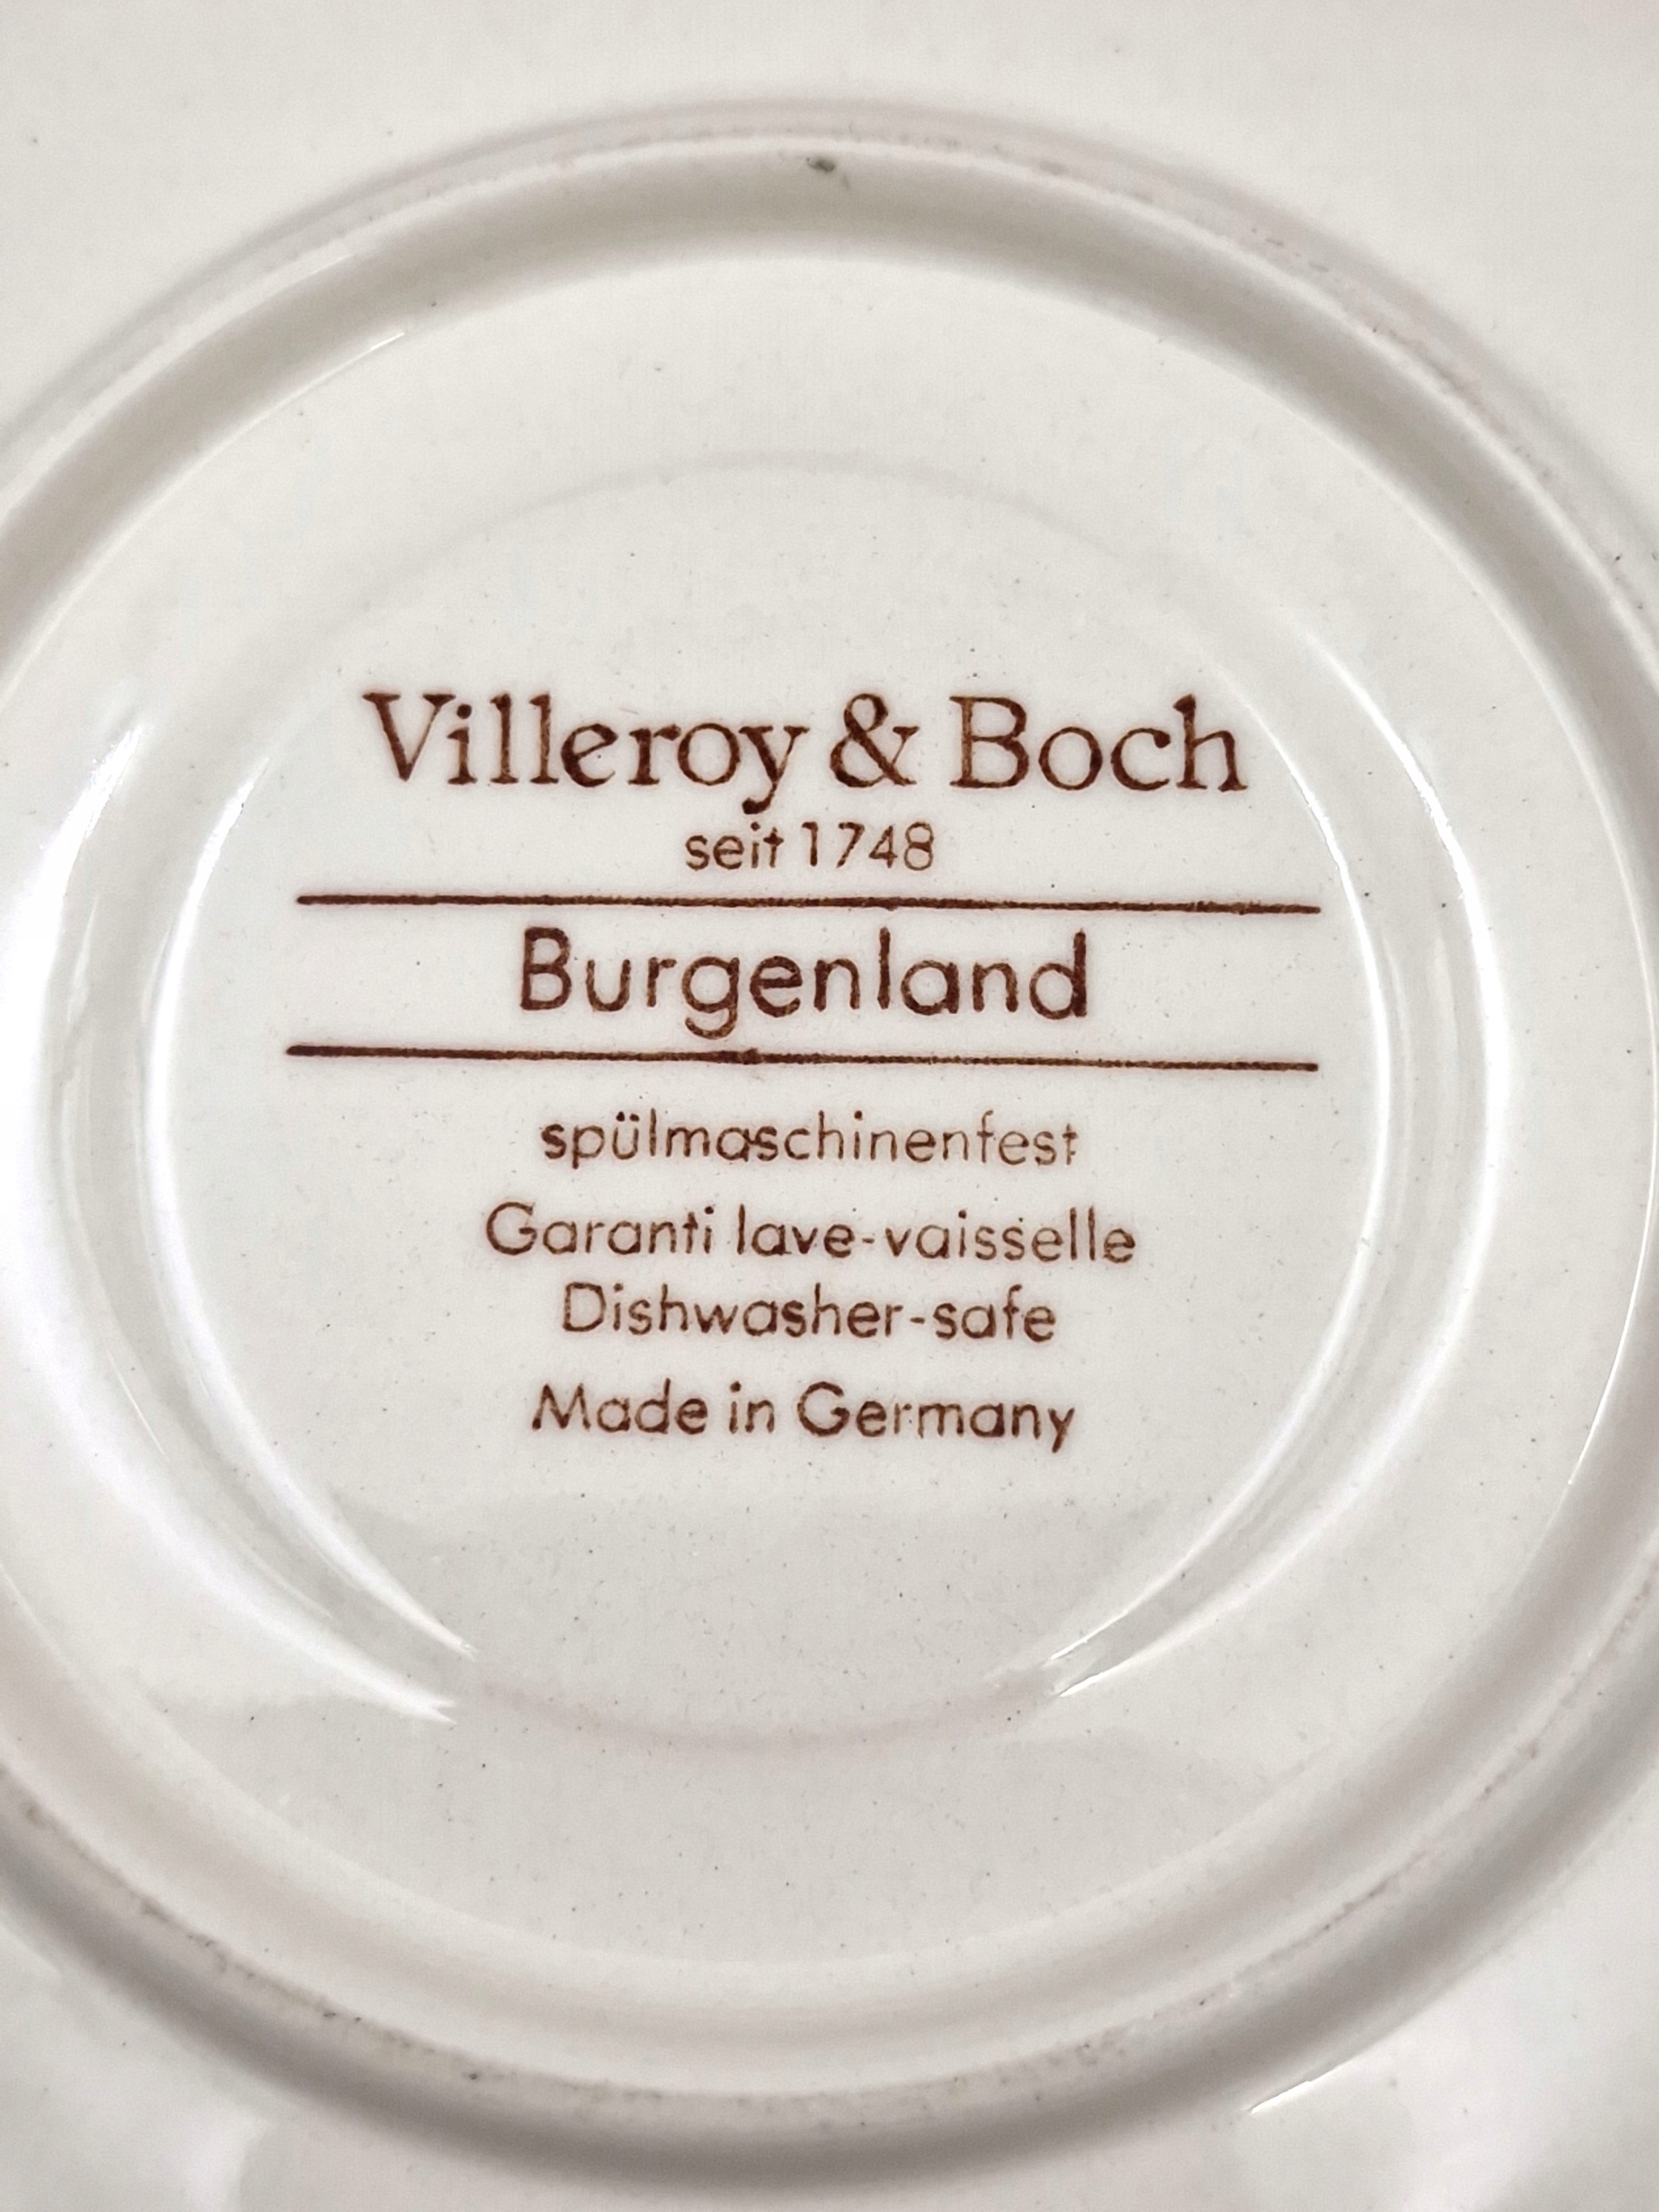 Villeroy & Boch
seit 1748
Burgenland
spülmaschinenfest
Garanti lave-vaisselle
Dishwasher-safe
Made in Germany